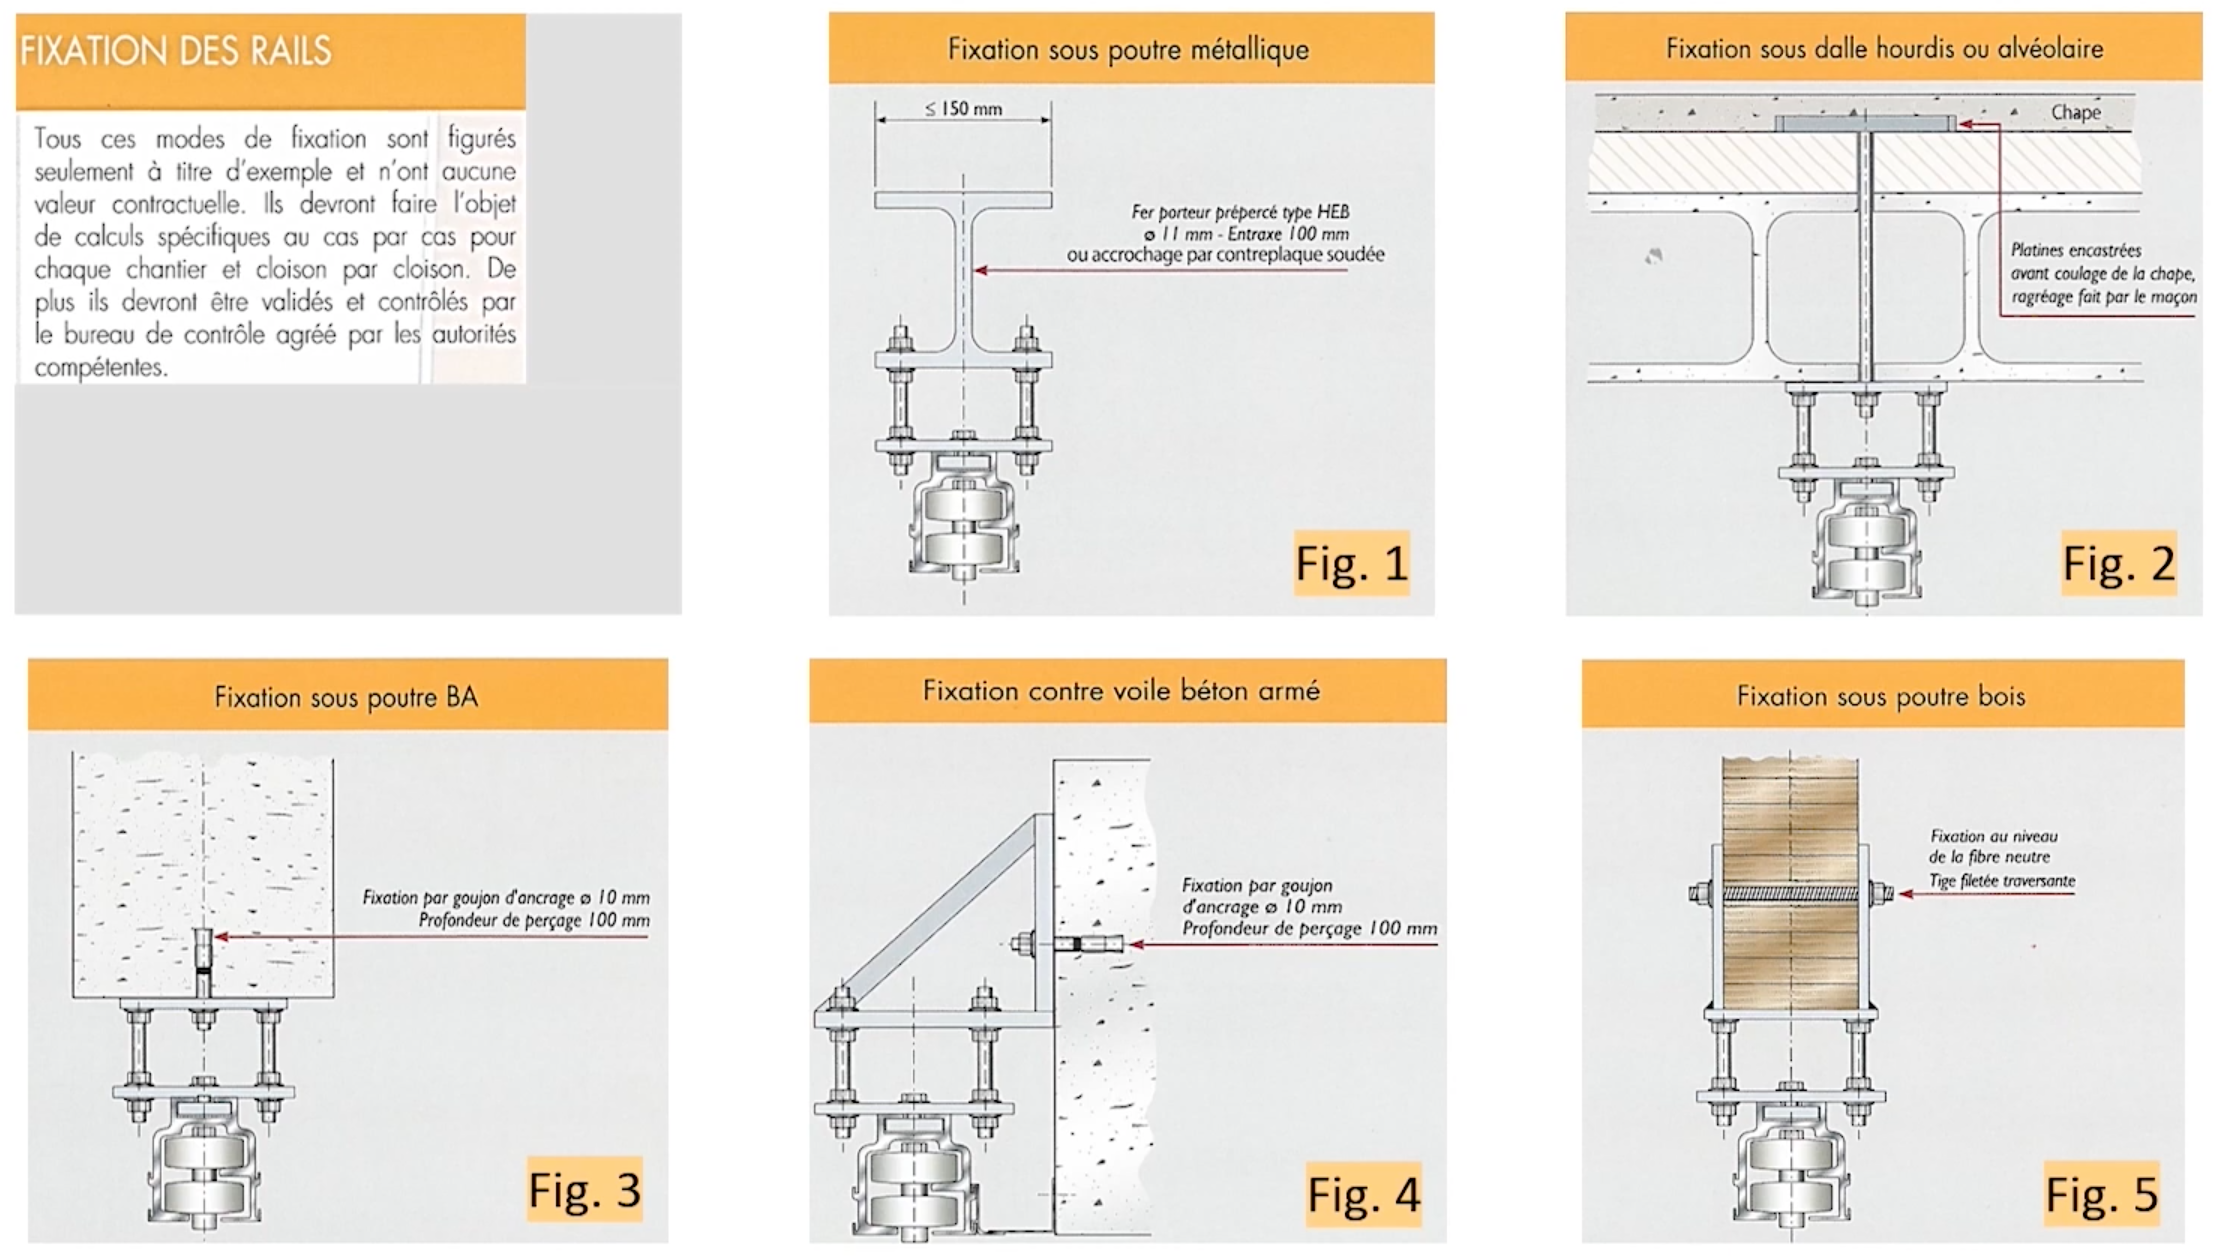 FIXATION DES RAILS
Tous ces modes de fixation sont figurés
seulement à titre d'exemple et n'ont aucune
valeur contractuelle. Ils devront faire l'objet
de calculs spécifiques au cas par cas pour
chaque chantier et cloison par cloison. De
plus ils devront être validés et contrôlés par
le bureau de contrôle agréé par les autorités
compétentes.
Fixation sous poutre métallique
≤ 150 mm
Fer porteur prépercé type HEB
ø 11 mm - Entraxe 100 mm
ou accrochage par contreplaque soudée
Fig. 1
Fixation sous dalle hourdis ou alvéolaire
Chape
Platines encastrées
avant coulage de la chape,
ragréage fait par le maçon
Fig. 2
Fixation sous poutre BA
Fixation par goujon d'ancrage ø 10 mm
Profondeur de perçage 100 mm
Fig. 3
Fixation contre voile béton armé
Fixation par goujon
d'ancrage ø 10 mm
Profondeur de perçage 100 mm
Fig. 4
Fixation sous poutre bois
Fixation au niveau
de la fibre neutre
Tige filetée traversante
Fig. 5